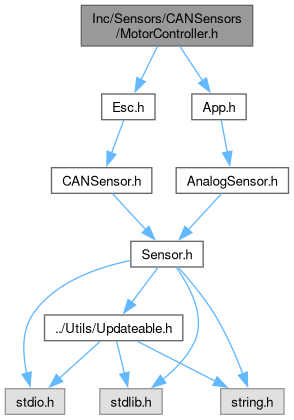 Inc/Sensors/CANSensors
/MotorController.h
Esc.h
App.h
CANSensor.h
AnalogSensor.h
Sensor.h
../Utils/Updateable.h
stdio.h
stdlib.h
string.h